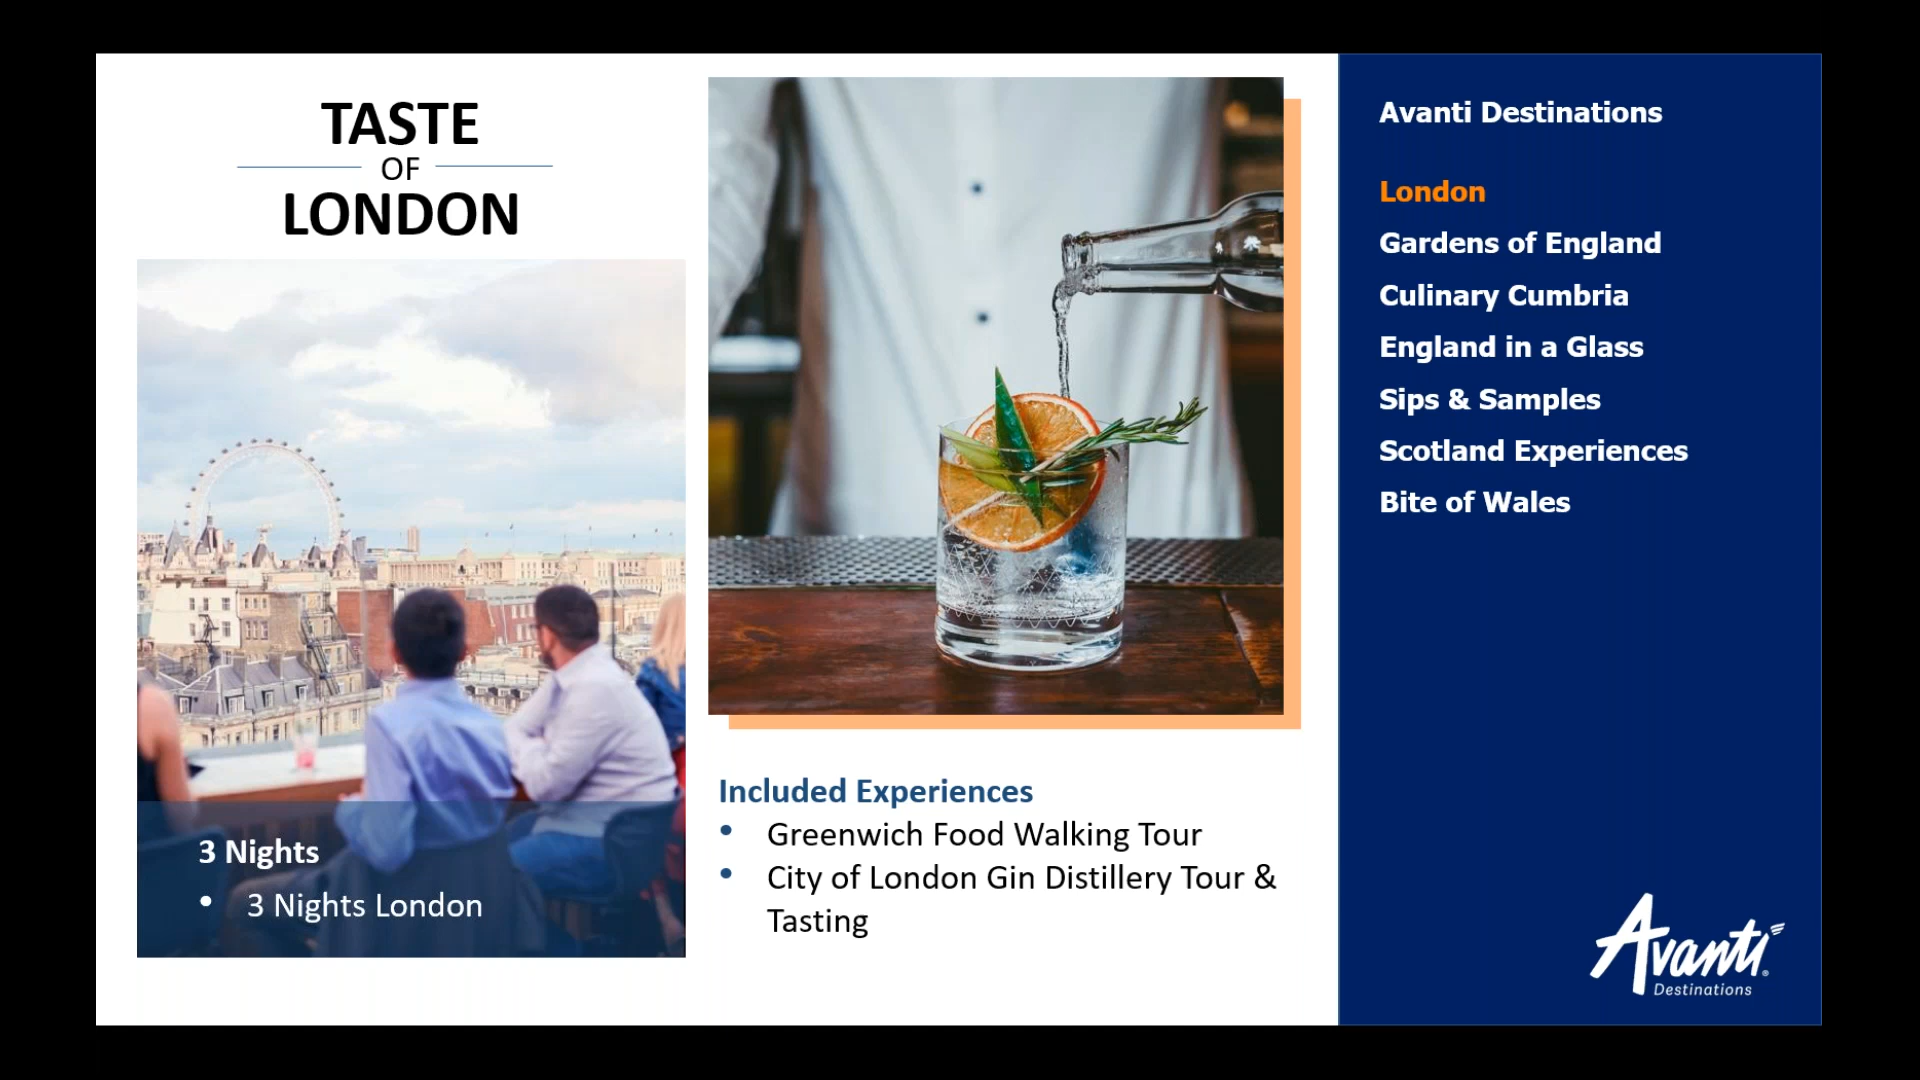 TASTE
OF
LONDON
3 Nights
• 3 Nights London
Included Experiences
• Greenwich Food Walking Tour
• City of London Gin Distillery Tour &
Tasting
Avanti Destinations
London
Gardens of England
Culinary Cumbria
England in a Glass
Sips & Samples
Scotland Experiences
Bite of Wales
Avanti®
Destinations